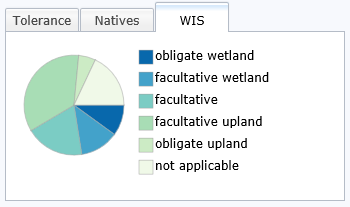 Tolerance Natives WIS
obligate wetland
facultative wetland
facultative
facultative upland
obligate upland
not applicable